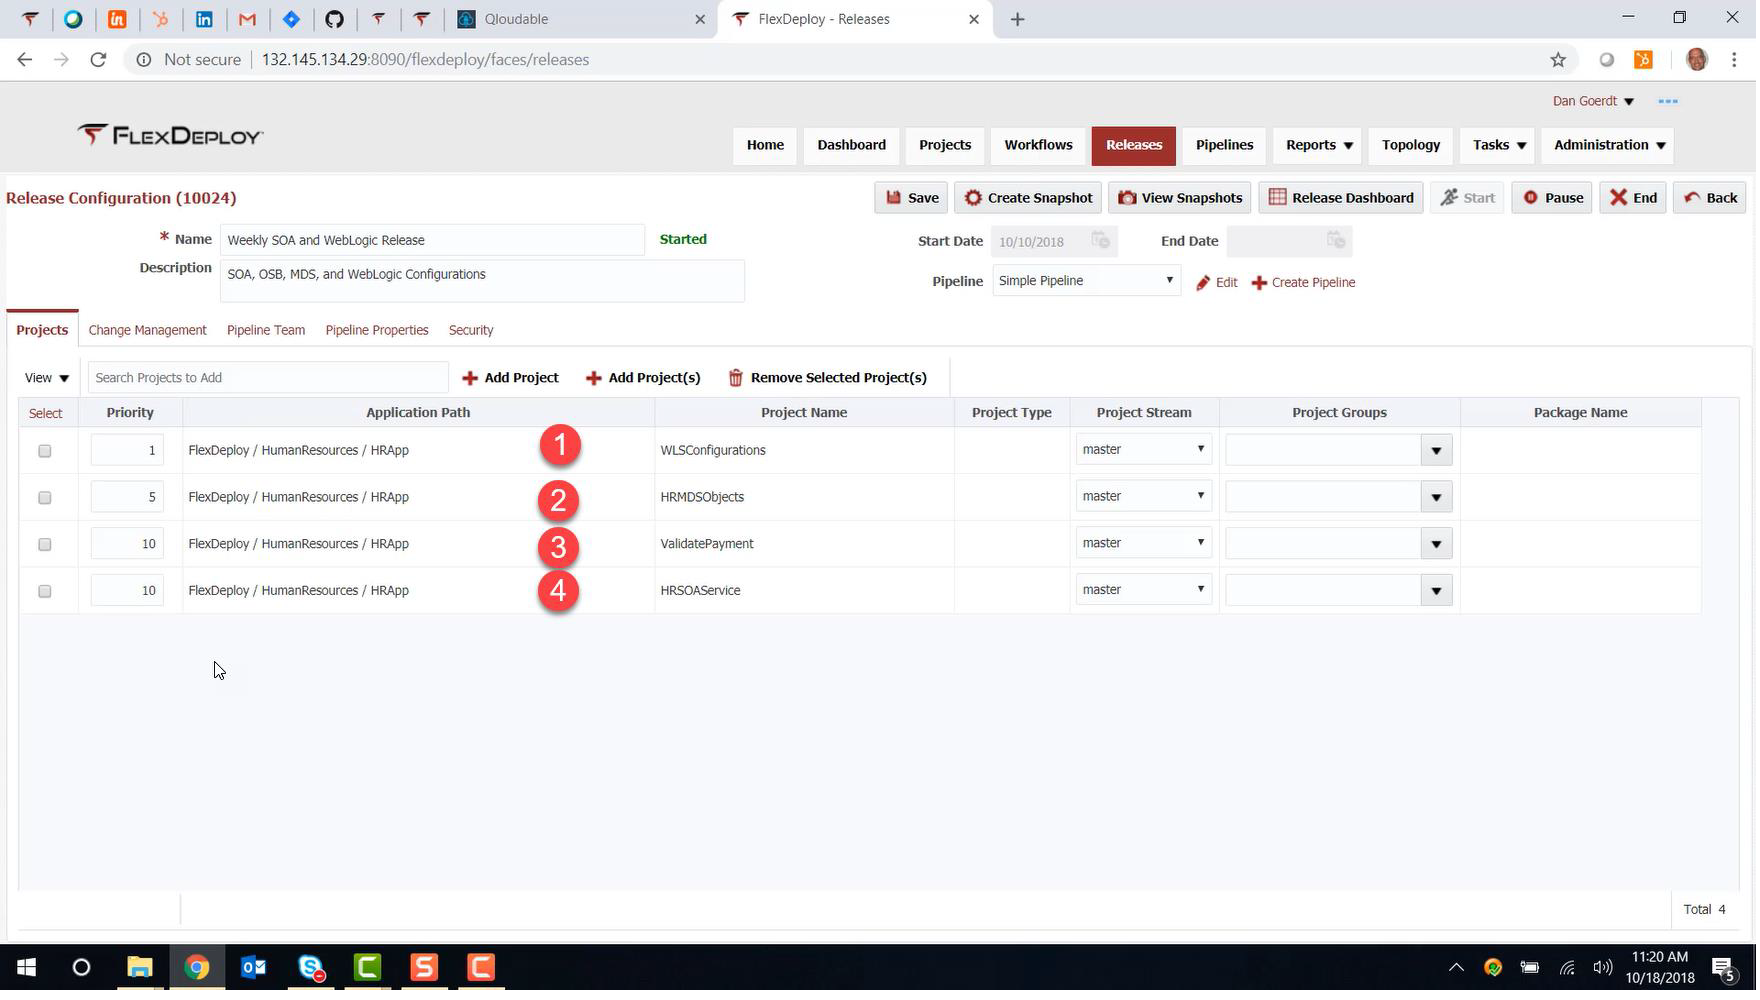 Qloudable
FlexDeploy - Releases
Not secure
132.145.134.29:8090/flexdeploy/faces/releases
Dan Goerdt
FLEXDEPLOY
Home
Dashboard
Projects
Workflows
Releases
Pipelines
Reports
Topology
Tasks
Administration
Release Configuration (10024)
Save
Create Snapshot
View Snapshots
Release Dashboard
Start
Pause
End
Back
* Name
Weekly SOA and WebLogic Release
Started
Start Date
10/10/2018
End Date
Description
SOA, OSB, MDS, and WebLogic Configurations
Pipeline
Simple Pipeline
Edit
Create Pipeline
Projects
Change Management
Pipeline Team
Pipeline Properties
Security
View
Search Projects to Add
Add Project
Add Project(s)
Remove Selected Project(s)
Select
Priority
Application Path
Project Name
Project Type
Project Stream
Project Groups
Package Name
1
FlexDeploy / HumanResources / HRApp
1
WLSConfigurations
master
5
FlexDeploy / HumanResources / HRApp
2
HRMDSObjects
master
10
FlexDeploy / HumanResources / HRApp
3
ValidatePayment
master
10
FlexDeploy / HumanResources / HRApp
4
HRSOAService
master
Total 4
11:20 AM
10/18/2018
5